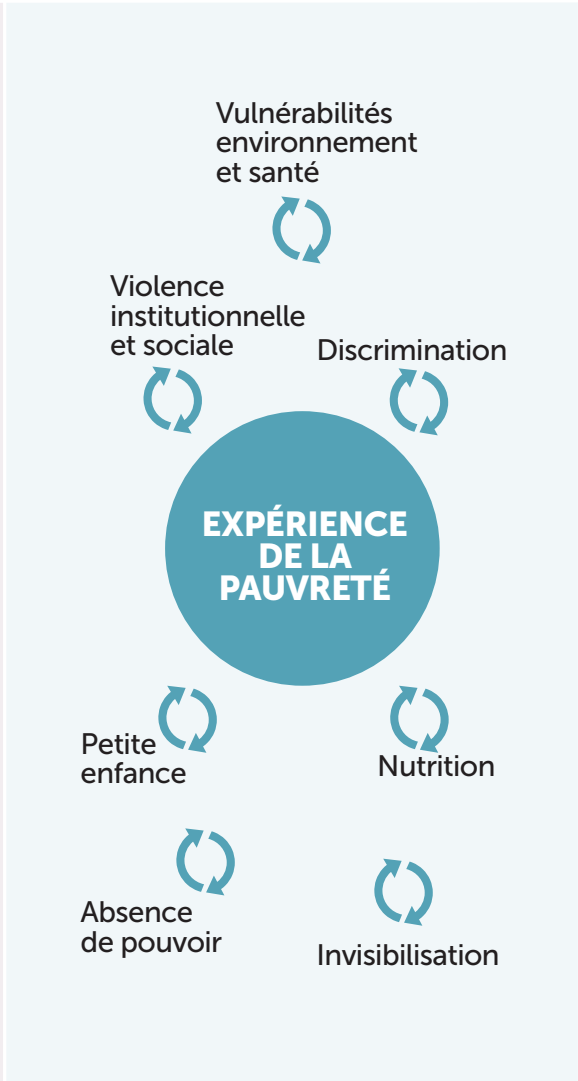 Vulnérabilités
environnement
et santé
Violence
institutionnelle
et sociale
Discrimination
EXPÉRIENCE
DE LA
PAUVRETÉ
Petite
enfance
Nutrition
Absence
de pouvoir
Invisibilisation